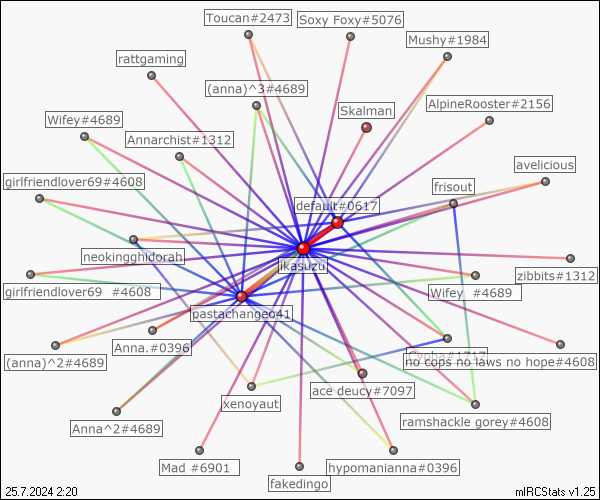 Toucan#2473
Soxy Foxy#5076
Mushy#1984
rattgaming
(anna)^3#4689
Skalman
AlpineRooster#2156
Wifey#4689
Annarchist#1312
avelicious
girlfriendlover69#4608
frisout
default#0617
neokingghidorah
ikasuzu
zibbits#1312
girlfriendlover69 #4608
Wifey #4689
pastachangeo41
(anna)^2#4689
Anna.#0396
no cops no laws no hope#4608
xenoyaut
ace deucy#7097
Anna^2#4689
ramshackle gorey#4608
Mad #6901
hypomanianna#0396
fakedingo
25.7.2024 2:20
mIRCStats v1.25